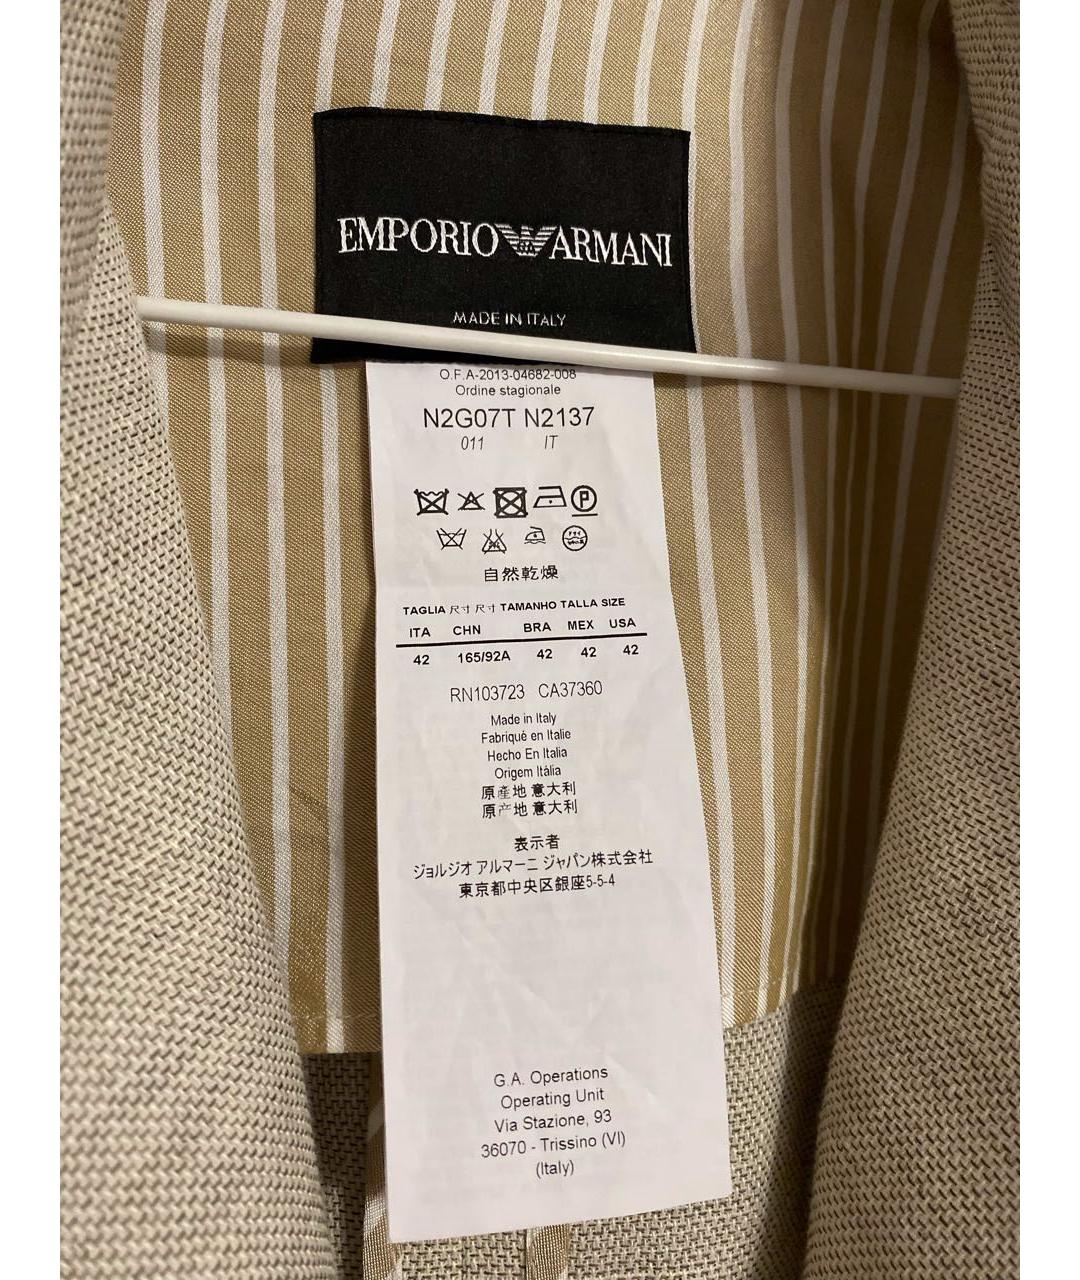 EMPORIO ARMANI
MADE IN ITALY
O.F.A-2013-04682-008
Ordine stagionale
N2G07T N2137
011 IT
P
自然乾燥
TAGLIA 尺寸 尺寸 TAMANHO TALLA SIZE
ITA CHN BRA MEX USA
42 165/92A 42 42 42
RN103723 CA37360
Made in Italy
Fabriqué en Italie
Hecho En Italia
Origem Itália
原產地 意大利
原产地 意大利
表示者
ジョルジオ アルマーニ ジャパン株式会社
東京都中央区銀座5-5-4
G.A. Operations
Operating Unit
Via Stazione, 93
36070 - Trissino (VI)
(Italy)